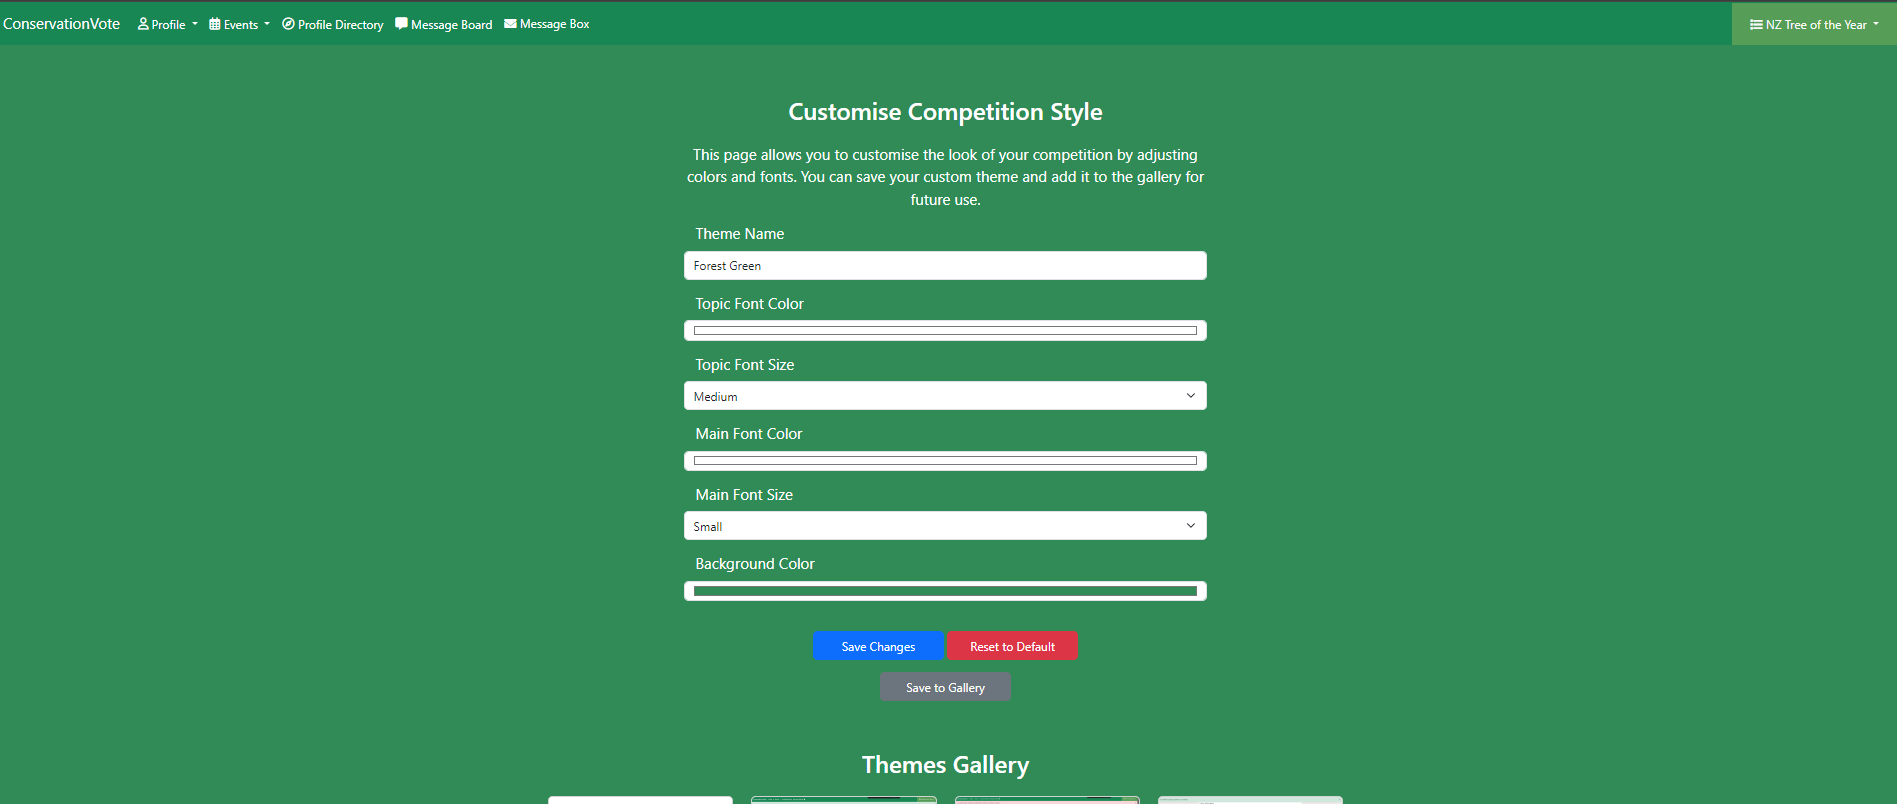 ConservationVote Profile Events Profile Directory Message Board Message Box NZ Tree of the Year
Customise Competition Style
This page allows you to customise the look of your competition by adjusting
colors and fonts. You can save your custom theme and add it to the gallery for
future use.
Theme Name
Forest Green
Topic Font Color
Topic Font Size
Medium
Main Font Color
Main Font Size
Small
Background Color
Save Changes Reset to Default
Save to Gallery
Themes Gallery